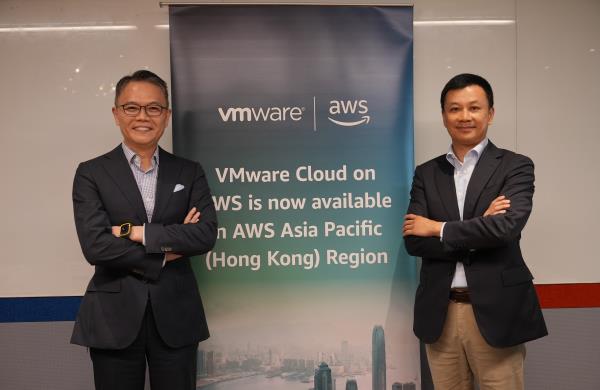 vmware® | aws
VMware Cloud on
WS is now available
n AWS Asia Pacific
(Hong Kong) Region